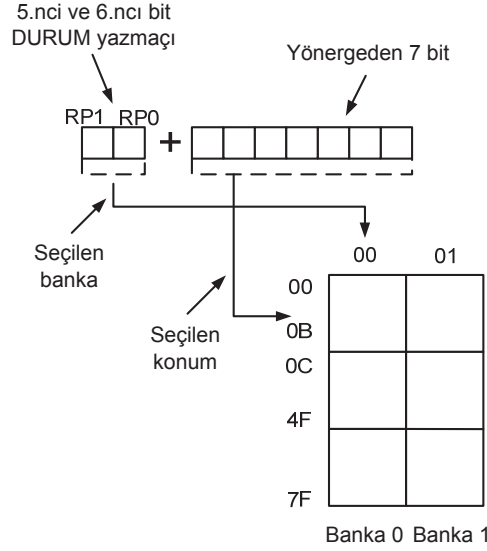 5.nci ve 6.ncı bit
DURUM yazmaçı
Yönergeden 7 bit
RP1 RP0
+
Seçilen
banka
Seçilen
konum
00 01
00
0B
0C
4F
7F
Banka 0 Banka 1